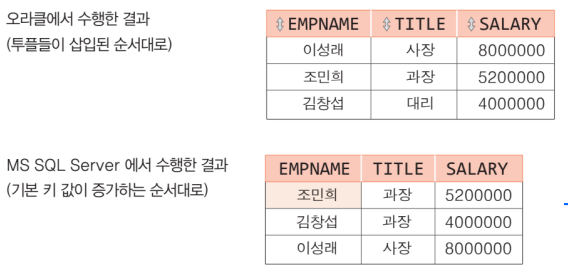 오라클에서 수행한 결과
(투플들이 삽입된 순서대로)
EMPNAME TITLE SALARY
이성래 사장 8000000
조민희 과장 5200000
김창섭 대리 4000000
MS SQL Server 에서 수행한 결과
(기본 키 값이 증가하는 순서대로)
EMPNAME TITLE SALARY
조민희 과장 5200000
김창섭 과장 4000000
이성래 사장 8000000